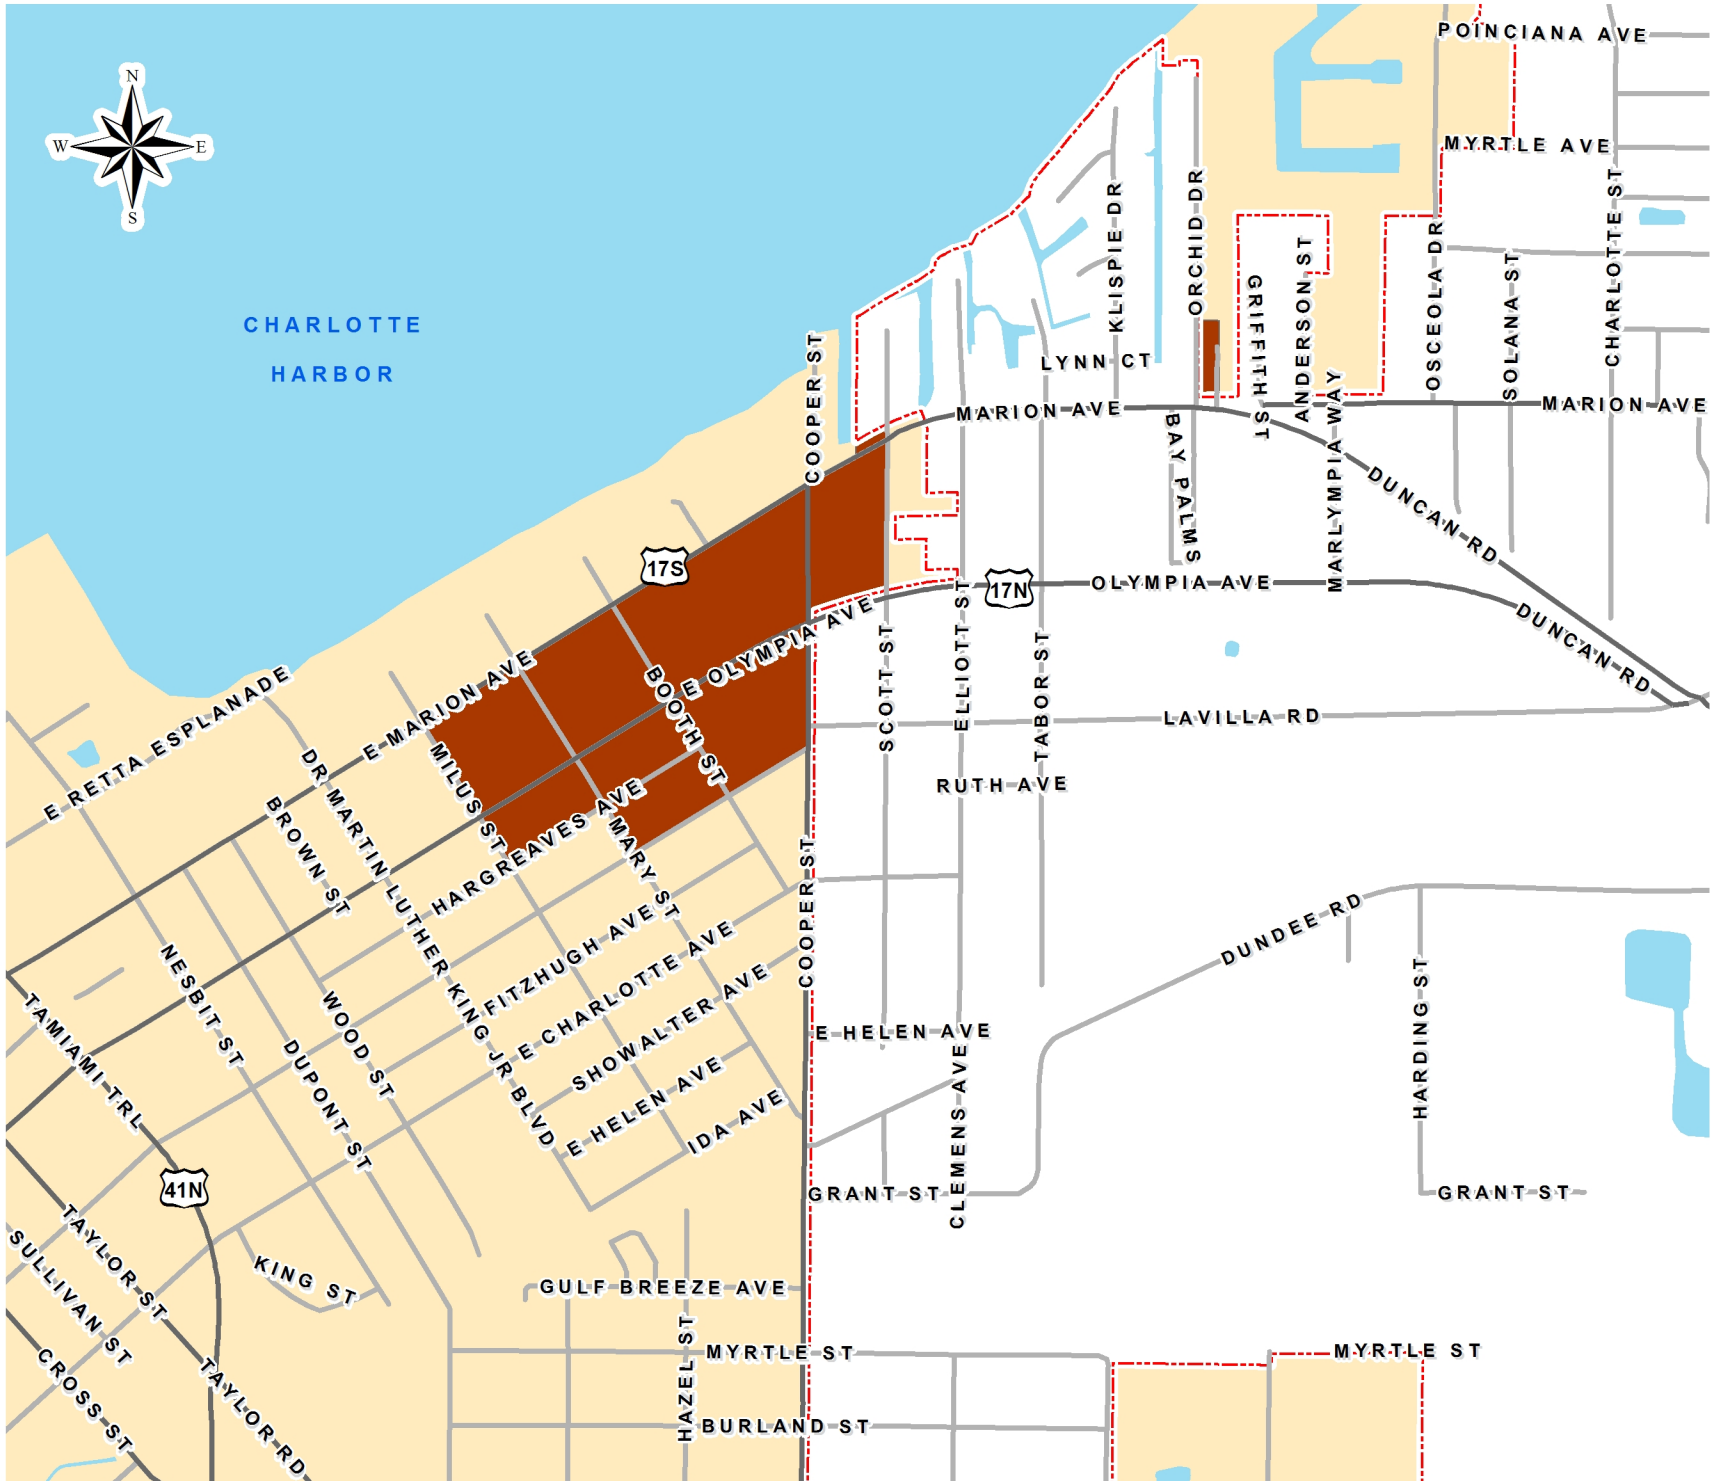 POINCIANA AVE
N
W
E
S
MYRTLE AVE
KLISPIE DR
ORCHID DR
CHARLOTTE ST
OSCEOLA DR
ANDERSON ST
SOLANA ST
GRIFFITH ST
CHARLOTTE
HARBOR
COOPER ST
LYNN CT
MARION AVE
MARION AVE
BAY PALMS
MARLYMPIA WAY
DUNCAN RD
17S
17N
OLYMPIA AVE
DUNCAN RD
E OLYMPIA AVE
E MARION AVE
E RETTA ESPLANADE
BOOTH ST
SCOTT ST
ELLIOTT ST
TABOR ST
LAVILLA RD
MILUS ST
RUTH AVE
DR MARTIN LUTHER KING JR BLVD
BROWN ST
HARGREAVES AVE
MARY ST
COOPER ST
FITZHUGH AVE
E CHARLOTTE AVE
SHOWALTER AVE
DUNDEE RD
NESBIT ST
WOOD ST
TAMIAMI TRL
DUPONT ST
E HELEN AVE
E HELEN AVE
HARDING ST
CLEMENS AVE
IDA AVE
41N
GRANT ST
GRANT ST
TAYLOR ST
SULLIVAN ST
KING ST
GULF BREEZE AVE
HAZEL ST
MYRTLE ST
MYRTLE ST
CROSS ST
TAYLOR RD
BURLAND ST